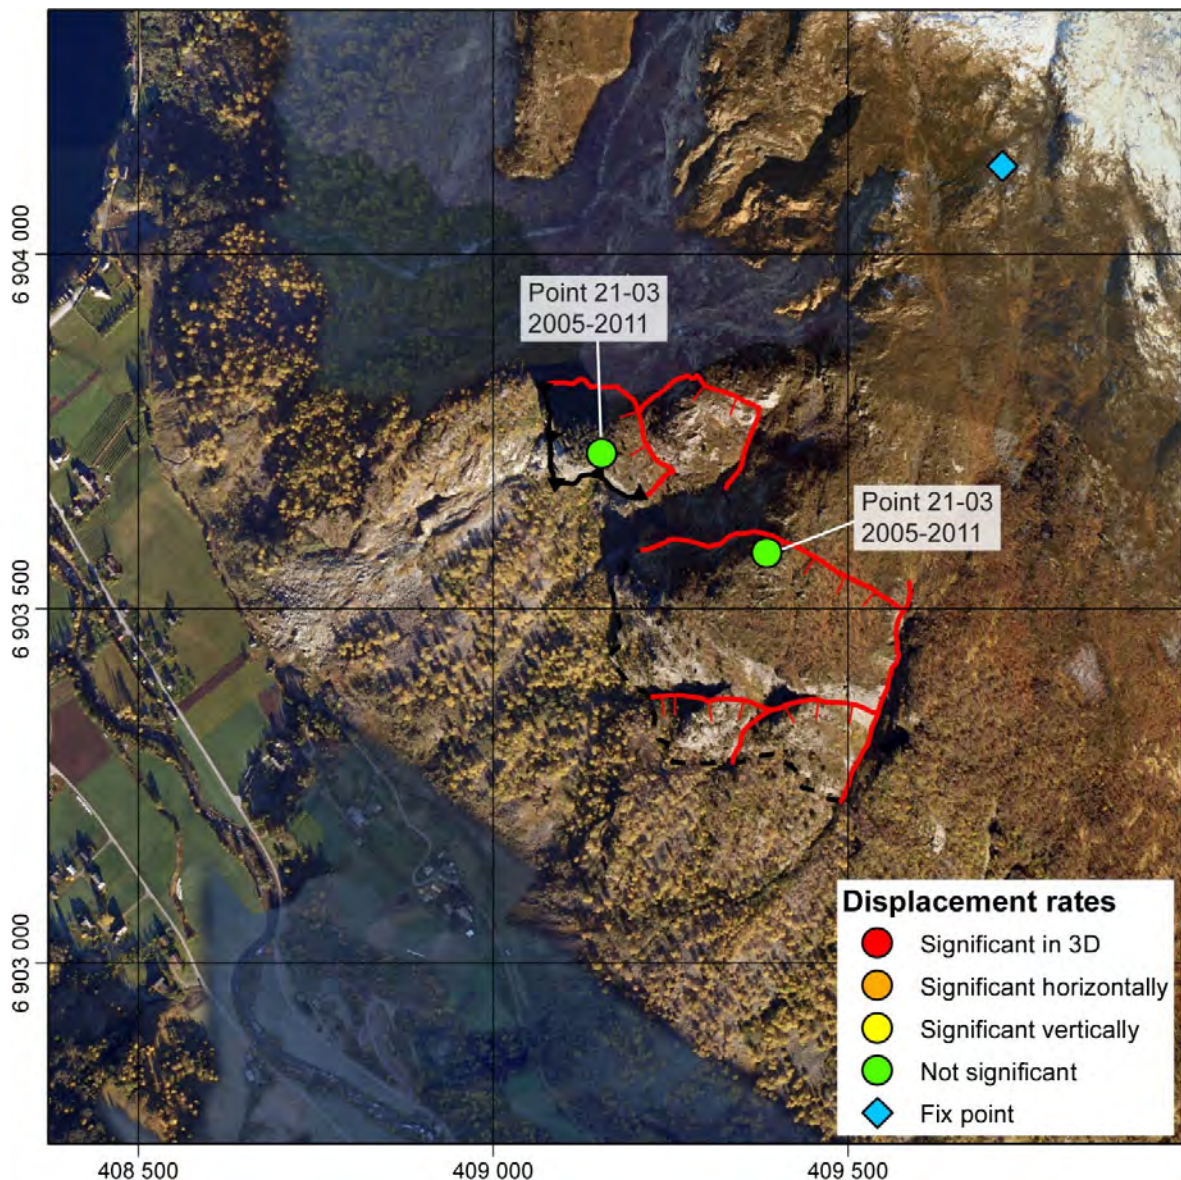 6 904 000
Point 21-03
2005-2011
Point 21-03
2005-2011
6 903 500
Displacement rates
Significant in 3D
Significant horizontally
6 903 000
Significant vertically
Not significant
Fix point
408 500
409 000
409 500